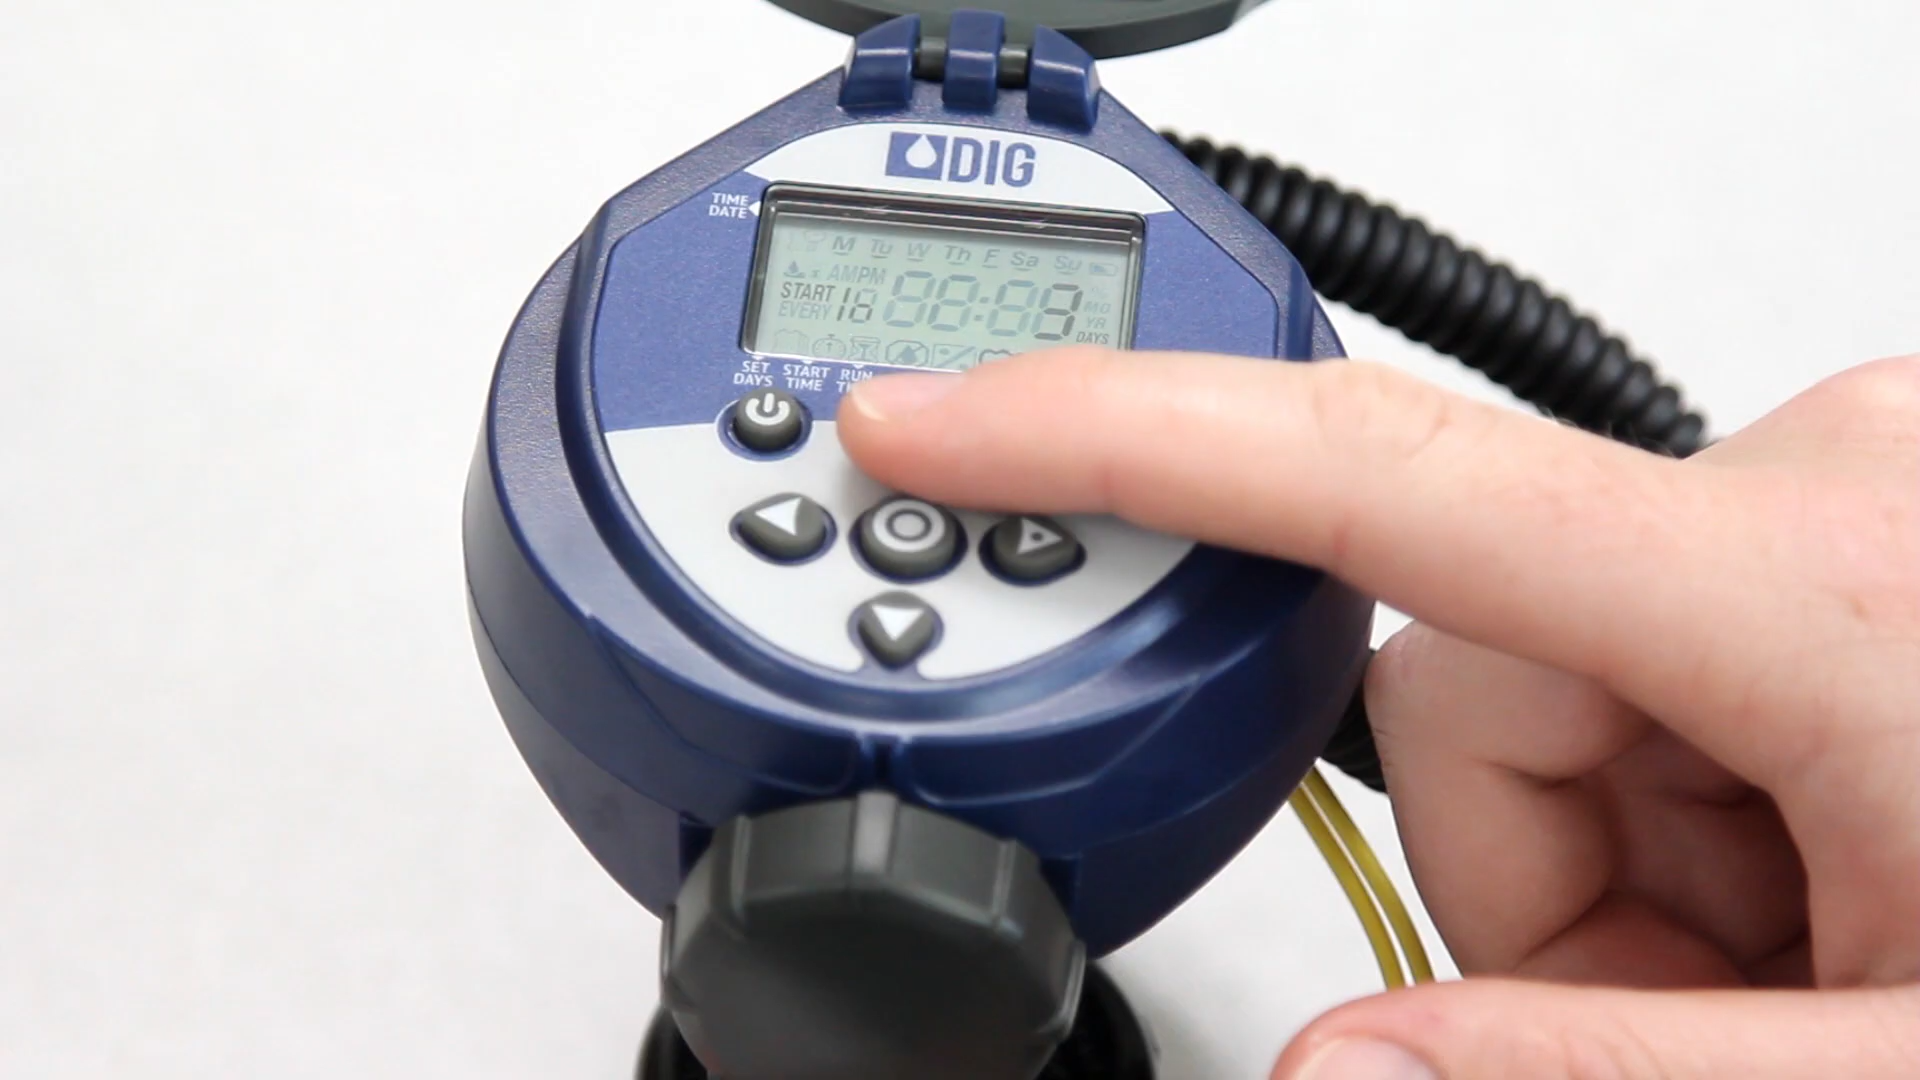 DIG
TIME
DATE
M Tu W Th F Sa Su
AMPM
START 18 88:88 MO
EVERY YR
DAYS
SET START RUN
DAYS TIME